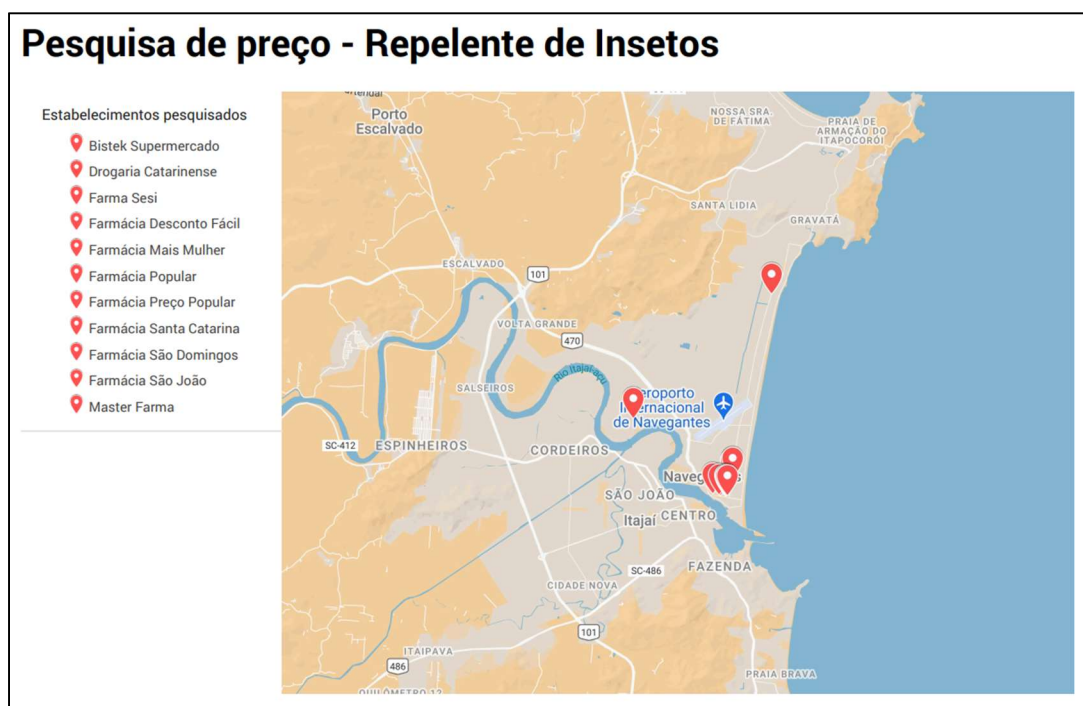 Pesquisa de preço - Repelente de Insetos
Estabelecimentos pesquisados
Bistek Supermercado
Drogaria Catarinense
Farma Sesi
Farmácia Desconto Fácil
Farmácia Mais Mulher
Farmácia Popular
Farmácia Preço Popular
Farmácia Santa Catarina
Farmácia São Domingos
Farmácia São João
Master Farma
Porto
Escalvado
NOSSA SRA.
DE FÁTIMA
PRAIA DE
ARMAÇÃO DO
ITAPOCORÓI
SANTA LIDIA
GRAVATÁ
ESCALVADO
101
VOLTA GRANDE
470
Rio Itajaí-açu
SALSEIROS
Internacional
de Navegantes
SC-412
ESPINHEIROS
CORDEIROS
SÃO JOÃO
Itajaí
CENTRO
FAZENDA
SC-486
CIDADE NOVA
101
ITAIPAVA
486
PRAIA BRAVA